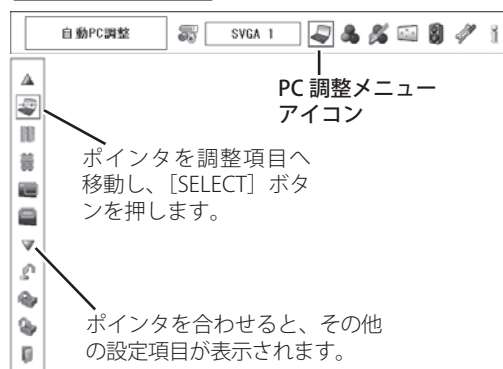 自動PC調整
SVGA 1
PC 調整メニュー
アイコン
ポインタを調整項目へ
移動し、[SELECT] ボタ
ンを押します。
ポインタを合わせると、その他
の設定項目が表示されます。